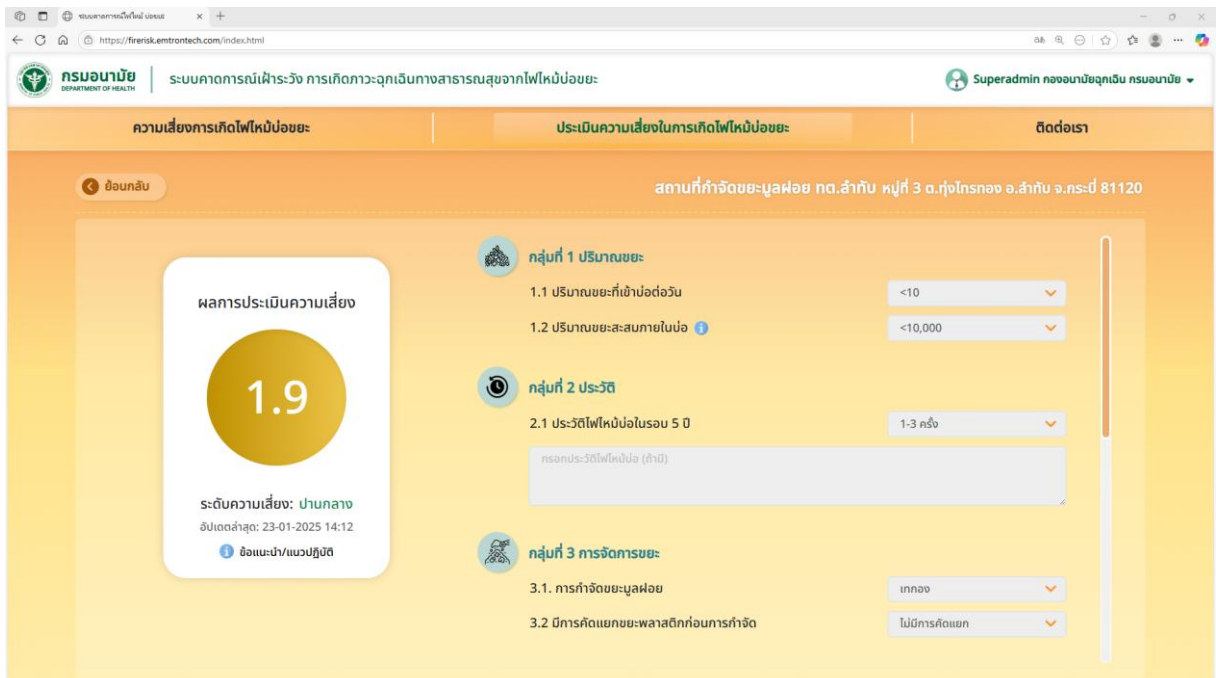 ระบบคาดการณ์ไฟไหม้ บ่อขยะ
https://firerisk.emtrontech.com/index.html
กรมอนามัย
DEPARTMENT OF HEALTH
ระบบคาดการณ์เฝ้าระวัง การเกิดภาวะฉุกเฉินทางสาธารณสุขจากไฟไหม้บ่อขยะ
Superadmin กองอนามัยฉุกเฉิน กรมอนามัย
ความเสี่ยงการเกิดไฟไหม้บ่อขยะ
ประเมินความเสี่ยงในการเกิดไฟไหม้บ่อขยะ
ติดต่อเรา
ย้อนกลับ
สถานที่กำจัดขยะมูลฝอย ทต.ลำทับ หมู่ที่ 3 ต.ทุ่งไทรทอง อ.ลำทับ จ.กระบี่ 81120
ผลการประเมินความเสี่ยง
1.9
ระดับความเสี่ยง: ปานกลาง
อัปเดตล่าสุด: 23-01-2025 14:12
ข้อแนะนำ/แนวปฏิบัติ
กลุ่มที่ 1 ปริมาณขยะ
1.1 ปริมาณขยะที่เข้าบ่อต่อวัน <10
1.2 ปริมาณขยะสะสมภายในบ่อ <10,000
กลุ่มที่ 2 ประวัติ
2.1 ประวัติไฟไหม้บ่อในรอบ 5 ปี 1-3 ครั้ง
กรอกประวัติไฟไหม้บ่อ (ถ้ามี)
กลุ่มที่ 3 การจัดการขยะ
3.1. การกำจัดขยะมูลฝอย เทกอง
3.2 มีการคัดแยกขยะพลาสติกก่อนการกำจัด ไม่มีการคัดแยก